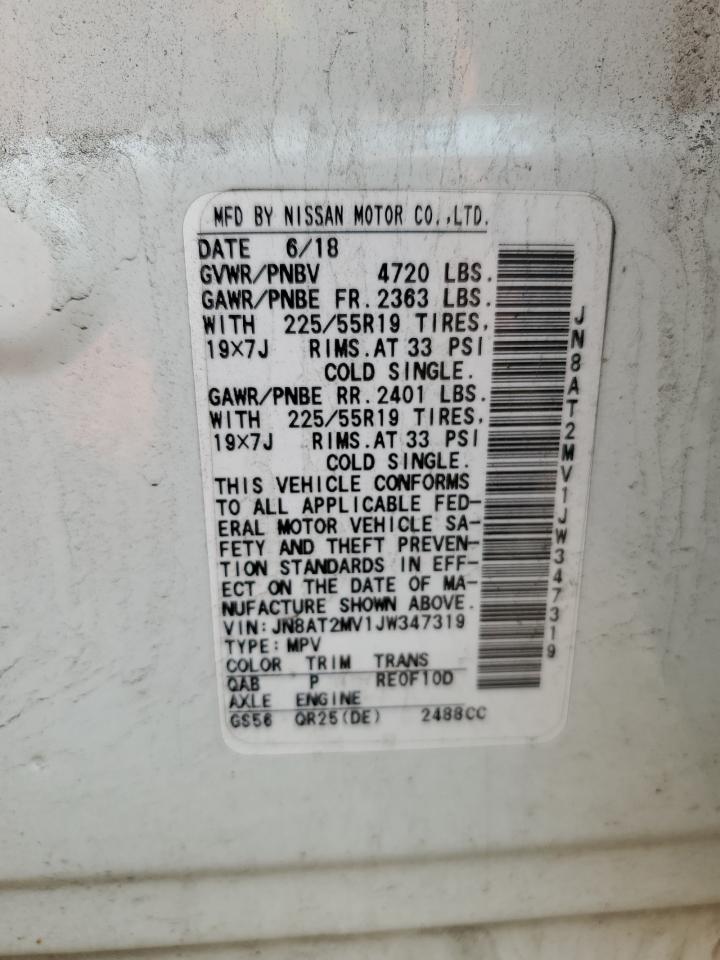 MFD BY NISSAN MOTOR CO.,LTD.
DATE 6/18
GVWR/PNBV 4720 LBS.
GAWR/PNBE FR. 2363 LBS.
WITH 225/55R19 TIRES,
19×7J RIMS. AT 33 PSI
COLD SINGLE.
GAWR/PNBE RR. 2401 LBS.
WITH 225/55R19 TIRES,
19×7J RIMS. AT 33 PSI
COLD SINGLE.
THIS VEHICLE CONFORMS
TO ALL APPLICABLE FED-
ERAL MOTOR VEHICLE SA-
FETY AND THEFT PREVEN-
TION STANDARDS IN EFF-
ECT ON THE DATE OF MA-
NUFACTURE SHOWN ABOVE.
VIN: JN8AT2MV1JW347319
TYPE: MPV
COLOR TRIM TRANS
QAB P RE0F10D
AXLE ENGINE
GS56 QR25(DE) 2488CC
JN8AT2MV1JW347319